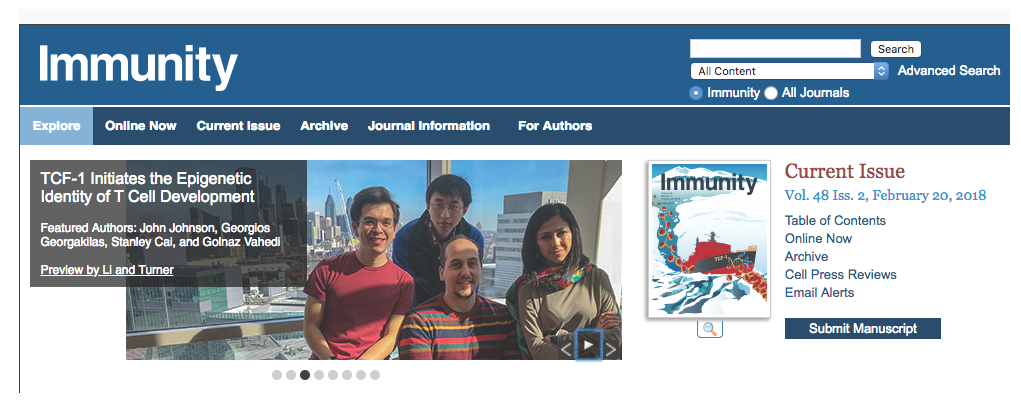 Immunity
Search
All Content
Advanced Search
Immunity
All Journals
Explore
Online Now
Current Issue
Archive
Journal Information
For Authors
TCF-1 Initiates the Epigenetic
Identity of T Cell Development
Featured Authors: John Johnson, Georgios
Georgakilas, Stanley Cai, and Golnaz Vahedi
Preview by Li and Turner
Immunity
TCF-1
Current Issue
Vol. 48 Iss. 2, February 20, 2018
Table of Contents
Online Now
Archive
Cell Press Reviews
Email Alerts
Submit Manuscript